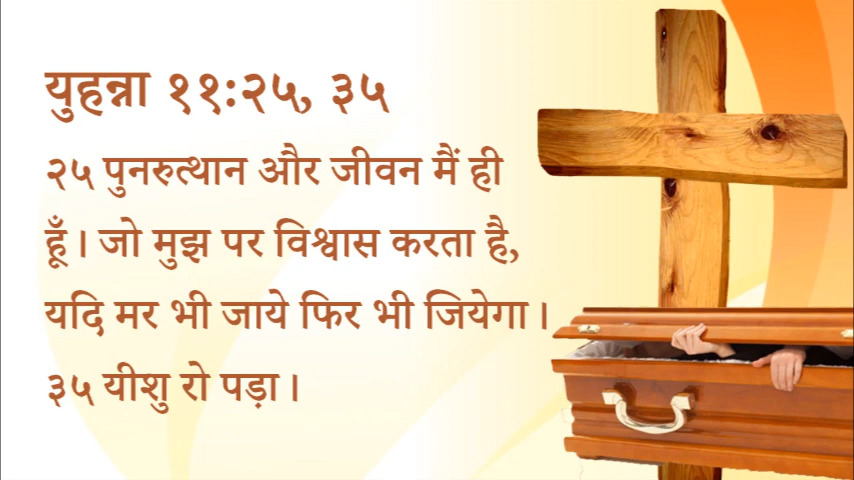 युहन्ना ११:२५, ३५
२५ पुनरुत्थान और जीवन मैं ही
हूँ । जो मुझ पर विश्वास करता है,
यदि मर भी जाये फिर भी जियेगा ।
३५ यीशु रो पड़ा ।